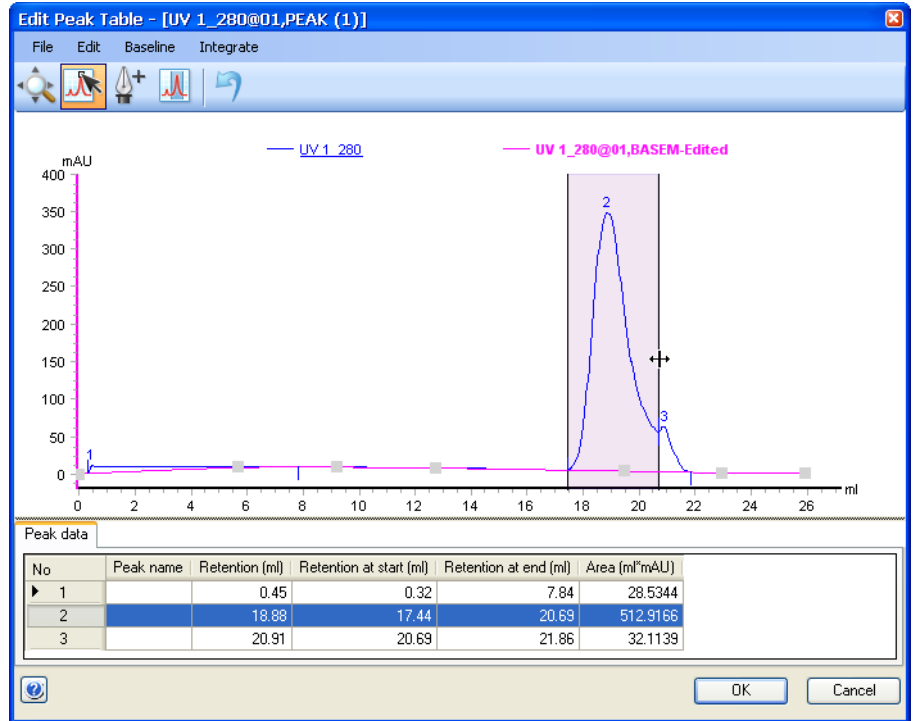 Edit Peak Table - [UV 1_280@01,PEAK (1)]
File Edit Baseline Integrate
UV 1_280 UV 1_280@01,BASEM-Edited
mAU
400
350
300
250
200
150
100
50
0
2
3
1
0 2 4 6 8 10 12 14 16 18 20 22 24 26 ml
Peak data
No Peak name Retention (ml) Retention at start (ml) Retention at end (ml) Area (ml*mAU)
1 0.45 0.32 7.84 28.5344
2 18.88 17.44 20.69 512.9166
3 20.91 20.69 21.86 32.1139
OK Cancel